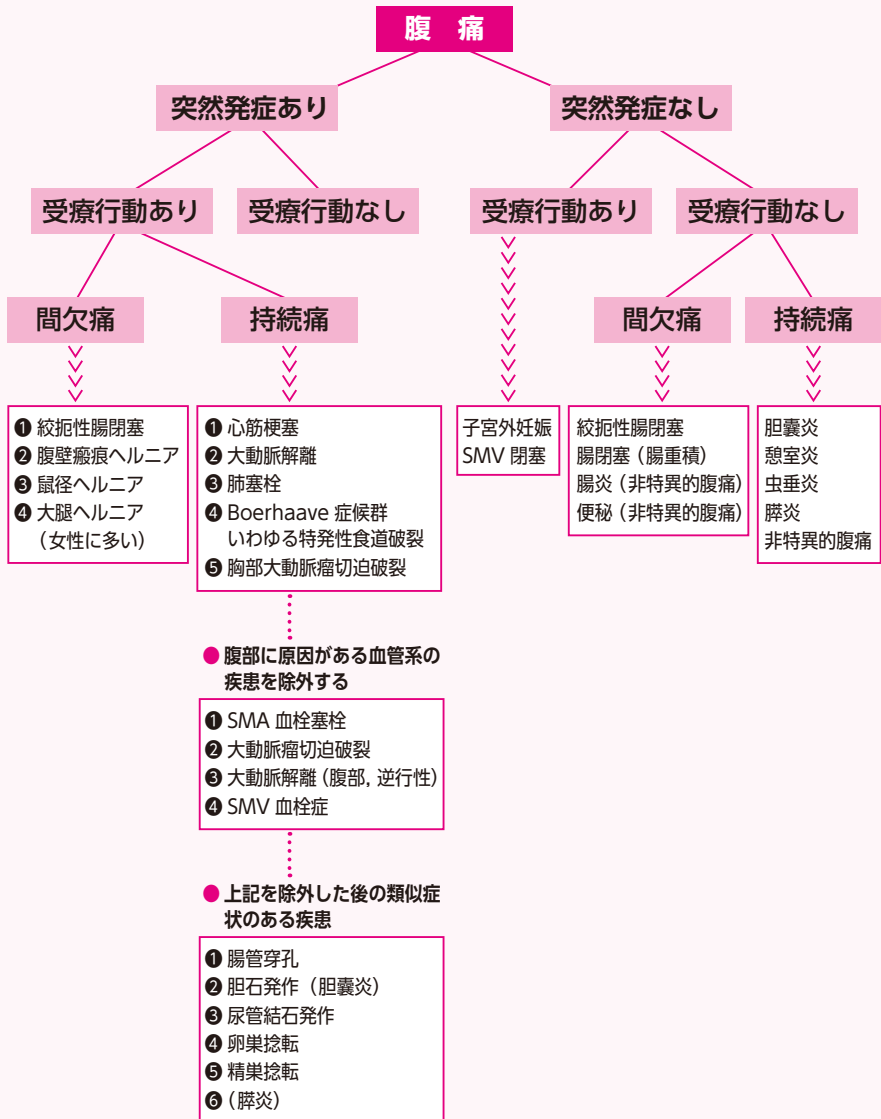 腹 痛
突然発症あり
突然発症なし
受療行動あり
受療行動なし
受療行動あり
受療行動なし
間欠痛
持続痛
間欠痛
持続痛
❶ 絞扼性腸閉塞
❷ 腹壁瘢痕ヘルニア
❸ 鼠径ヘルニア
❹ 大腿ヘルニア
（女性に多い）
❶ 心筋梗塞
❷ 大動脈解離
❸ 肺塞栓
❹ Boerhaave 症候群
いわゆる特発性食道破裂
❺ 胸部大動脈瘤切迫破裂
子宮外妊娠
SMV 閉塞
絞扼性腸閉塞
腸閉塞（腸重積）
腸炎（非特異的腹痛）
便秘（非特異的腹痛）
胆囊炎
憩室炎
虫垂炎
膵炎
非特異的腹痛
● 腹部に原因がある血管系の
疾患を除外する
❶ SMA 血栓塞栓
❷ 大動脈瘤切迫破裂
❸ 大動脈解離（腹部, 逆行性）
❹ SMV 血栓症
● 上記を除外した後の類似症
状のある疾患
❶ 腸管穿孔
❷ 胆石発作（胆囊炎）
❸ 尿管結石発作
❹ 卵巣捻転
❺ 精巣捻転
❻（膵炎）